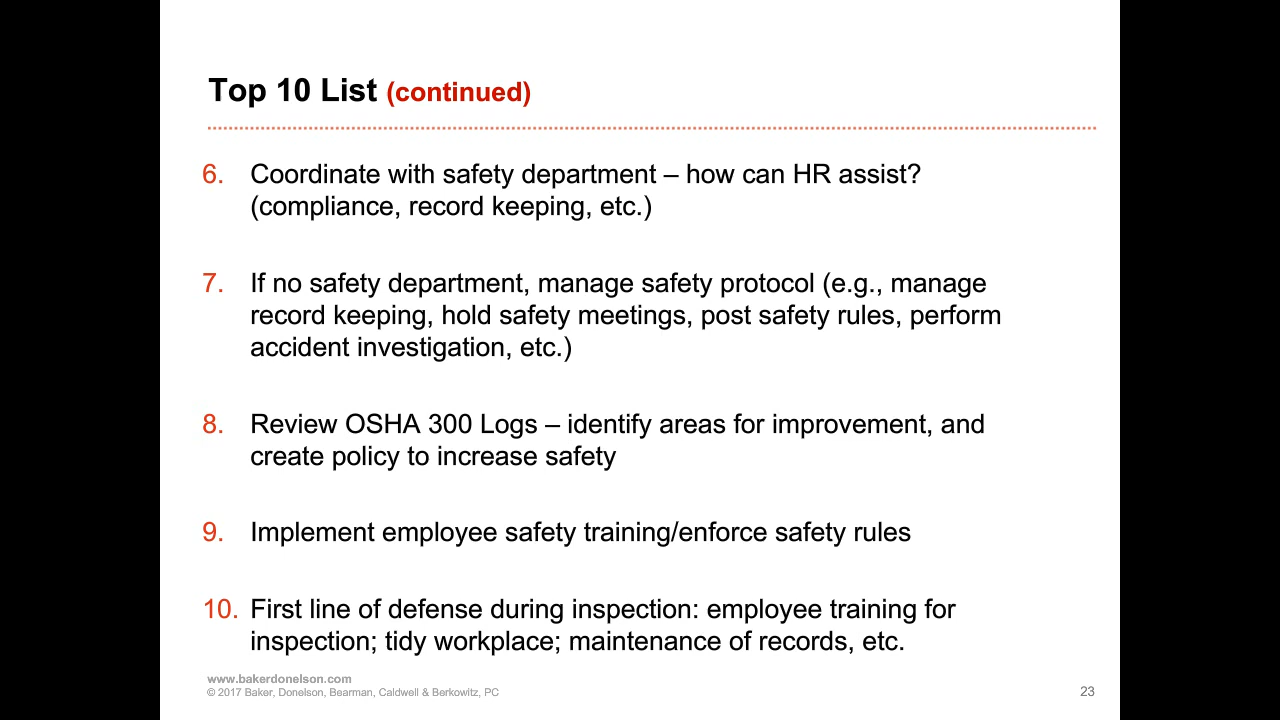 Top 10 List (continued)
6. Coordinate with safety department – how can HR assist?
(compliance, record keeping, etc.)
7. If no safety department, manage safety protocol (e.g., manage
record keeping, hold safety meetings, post safety rules, perform
accident investigation, etc.)
8. Review OSHA 300 Logs – identify areas for improvement, and
create policy to increase safety
9. Implement employee safety training/enforce safety rules
10. First line of defense during inspection: employee training for
inspection; tidy workplace; maintenance of records, etc.
www.bakerdonelson.com
© 2017 Baker, Donelson, Bearman, Caldwell & Berkowitz, PC
23